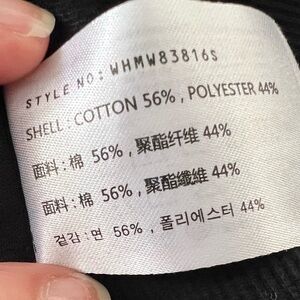 STYLE NO: WHMW83816S
SHELL : COTTON 56% , POLYESTER 44%
面料 : 棉 56% , 聚酯纤维 44%
面料 : 棉 56% , 聚酯纖維 44%
겉감 : 면 56% , 폴리에스터 44%